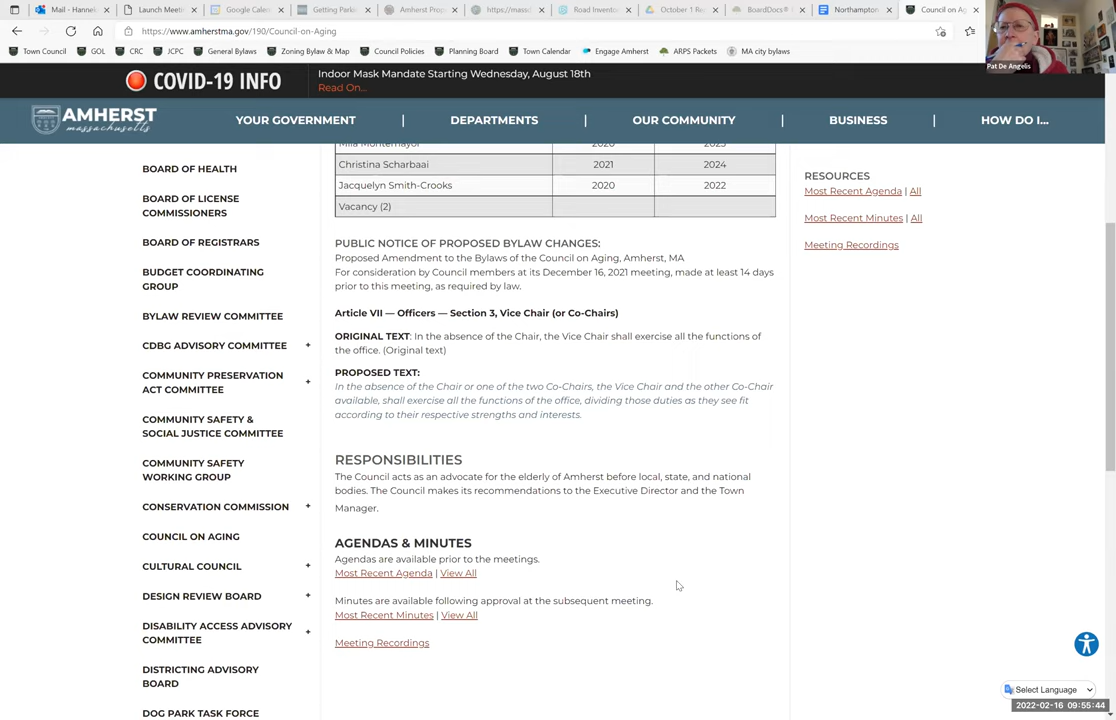 Mail - Hannek
Launch Meeti
Google Calen
Getting Parki
Amherst Prop
https://massd
Road Invento
October 1 Re
BoardDocs®
Northampton
Council on Ag
https://www.amherstma.gov/190/Council-on-Aging
Town Council
GOL
CRC
JCPC
General Bylaws
Zoning Bylaw & Map
Council Policies
Planning Board
Town Calendar
Engage Amherst
ARPS Packets
MA city bylaws
Pat De Angelis
COVID-19 INFO
Indoor Mask Mandate Starting Wednesday, August 18th
Read On...
AMHERST
Massachusetts
YOUR GOVERNMENT
DEPARTMENTS
OUR COMMUNITY
BUSINESS
HOW DO I...
BOARD OF HEALTH
BOARD OF LICENSE
COMMISSIONERS
BOARD OF REGISTRARS
BUDGET COORDINATING
GROUP
BYLAW REVIEW COMMITTEE
CDBG ADVISORY COMMITTEE +
COMMUNITY PRESERVATION
ACT COMMITTEE +
COMMUNITY SAFETY &
SOCIAL JUSTICE COMMITTEE
COMMUNITY SAFETY
WORKING GROUP
CONSERVATION COMMISSION +
COUNCIL ON AGING
CULTURAL COUNCIL +
DESIGN REVIEW BOARD +
DISABILITY ACCESS ADVISORY
COMMITTEE +
DISTRICTING ADVISORY
BOARD
DOG PARK TASK FORCE
Christina Scharbaai 2021 2024
Jacquelyn Smith-Crooks 2020 2022
Vacancy (2)
PUBLIC NOTICE OF PROPOSED BYLAW CHANGES:
Proposed Amendment to the Bylaws of the Council on Aging, Amherst, MA
For consideration by Council members at its December 16, 2021 meeting, made at least 14 days
prior to this meeting, as required by law.
Article VII — Officers — Section 3, Vice Chair (or Co-Chairs)
ORIGINAL TEXT: In the absence of the Chair, the Vice Chair shall exercise all the functions of
the office. (Original text)
PROPOSED TEXT:
In the absence of the Chair or one of the two Co-Chairs, the Vice Chair and the other Co-Chair
available, shall exercise all the functions of the office, dividing those duties as they see fit
according to their respective strengths and interests.
RESPONSIBILITIES
The Council acts as an advocate for the elderly of Amherst before local, state, and national
bodies. The Council makes its recommendations to the Executive Director and the Town
Manager.
AGENDAS & MINUTES
Agendas are available prior to the meetings.
Most Recent Agenda | View All
Minutes are available following approval at the subsequent meeting.
Most Recent Minutes | View All
Meeting Recordings
RESOURCES
Most Recent Agenda | All
Most Recent Minutes | All
Meeting Recordings
Select Language
2022-02-16 09:55:44